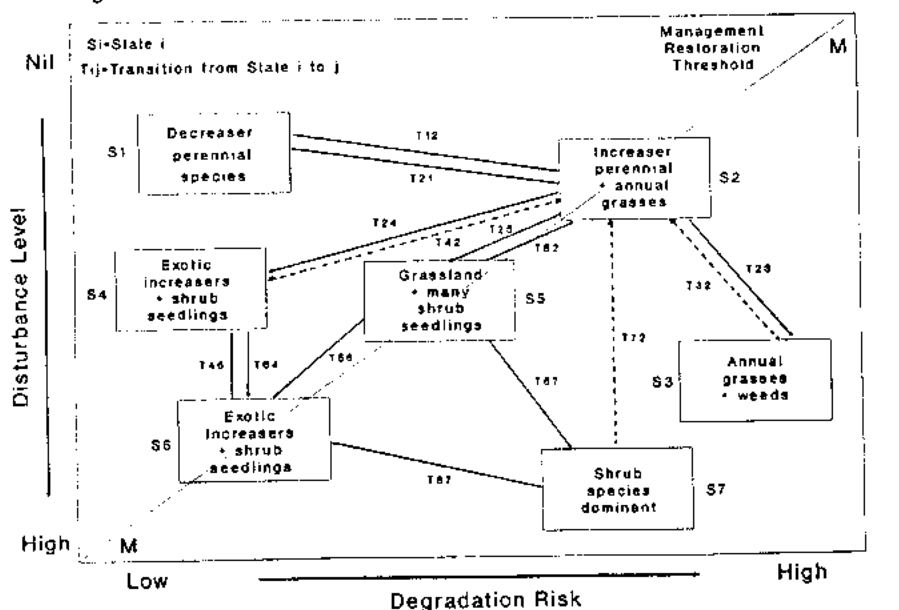 Si=State i
Tij=Transition from State i to j
Management
Restoration
Threshold
M
Nil
S1
Decreaser
perennial
species
T12
T21
Increaser
perennial
+ annual
grasses
S2
T24
T42
T25
T52
S4
Exotic
increasers
+ shrub
seedlings
Grassland
+ many
shrub
seedlings
S5
T23
T32
T72
T46
T64
T56
T57
S3
Annual
grasses
+ weeds
S6
Exotic
increasers
+ shrub
seedlings
T67
Shrub
species
dominant
S7
Disturbance Level
High
M
Low
High
Degradation Risk